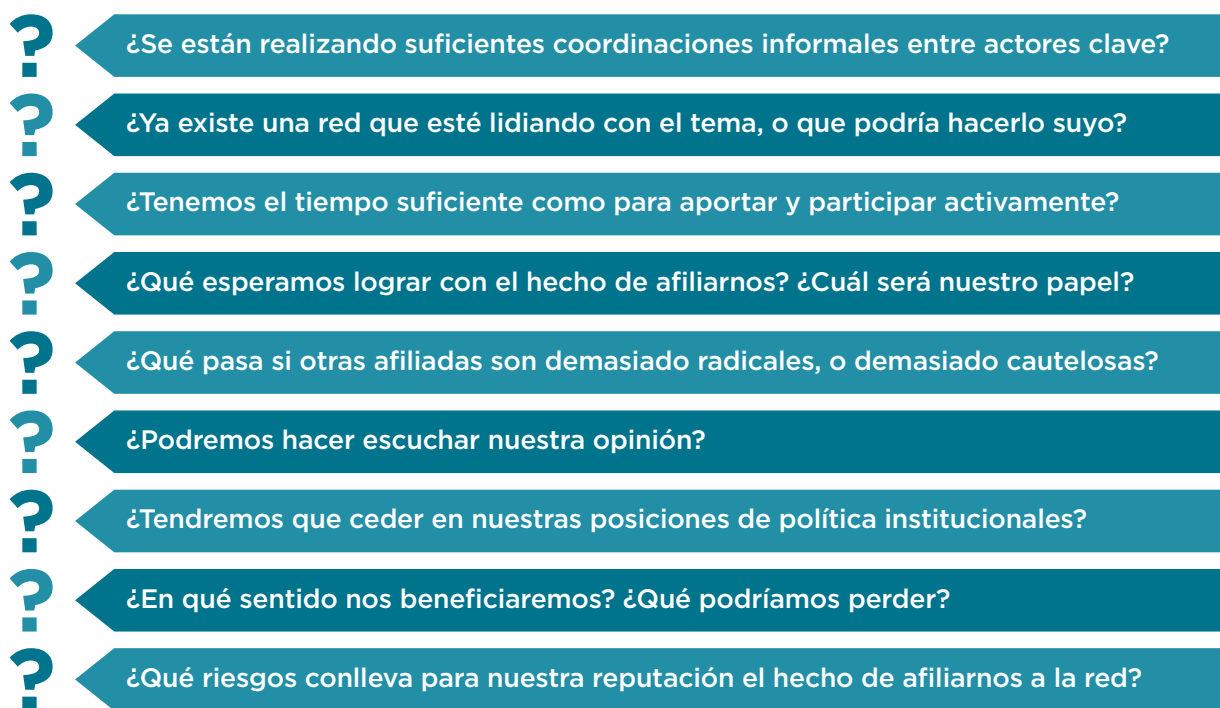 ? ¿Se están realizando suficientes coordinaciones informales entre actores clave?
? ¿Ya existe una red que esté lidiando con el tema, o que podría hacerlo suyo?
? ¿Tenemos el tiempo suficiente como para aportar y participar activamente?
? ¿Qué esperamos lograr con el hecho de afiliarnos? ¿Cuál será nuestro papel?
? ¿Qué pasa si otras afiliadas son demasiado radicales, o demasiado cautelosas?
? ¿Podremos hacer escuchar nuestra opinión?
? ¿Tendremos que ceder en nuestras posiciones de política institucionales?
? ¿En qué sentido nos beneficiaremos? ¿Qué podríamos perder?
? ¿Qué riesgos conlleva para nuestra reputación el hecho de afiliarnos a la red?